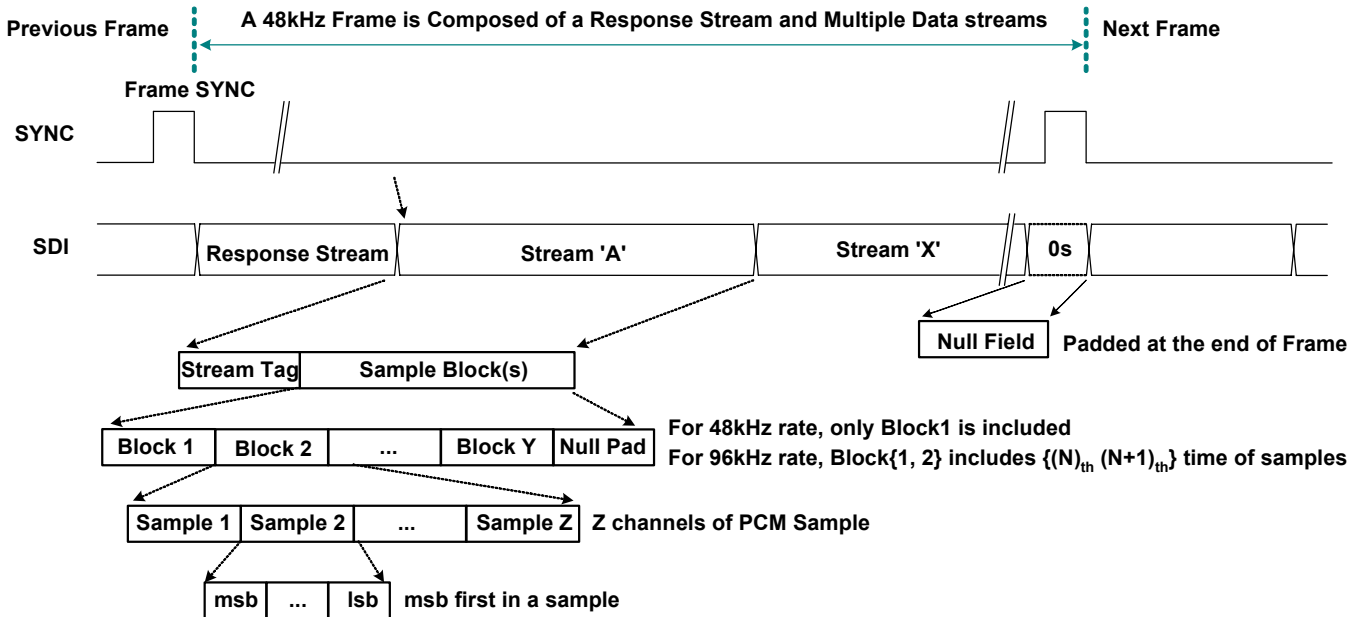 A 48kHz Frame is Composed of a Response Stream and Multiple Data streams
Previous Frame
Next Frame
Frame SYNC
SYNC
SDI
Response Stream
Stream 'A'
Stream 'X'
0s
Null Field
Padded at the end of Frame
Stream Tag
Sample Block(s)
Block 1
Block 2
...
Block Y
Null Pad
For 48kHz rate, only Block1 is included
For 96kHz rate, Block{1, 2} includes {(N)th (N+1)th} time of samples
Sample 1
Sample 2
...
Sample Z
Z channels of PCM Sample
msb
...
lsb
msb first in a sample